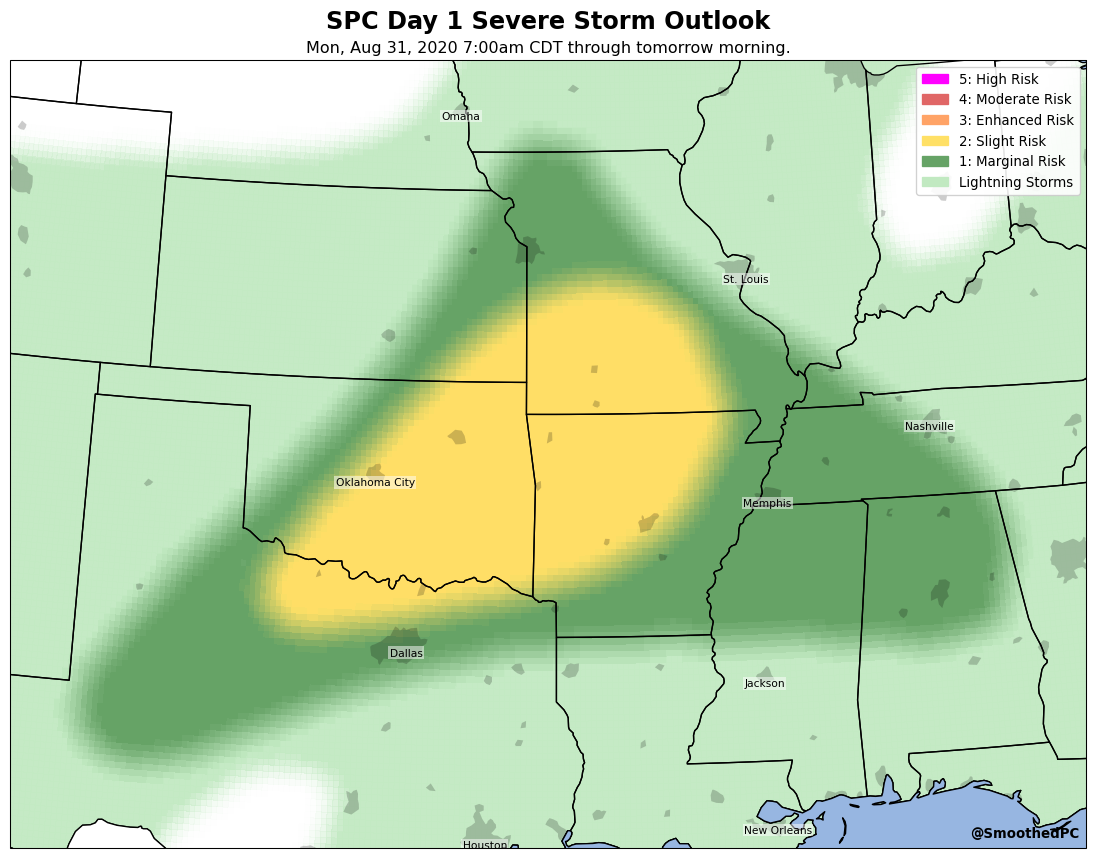 SPC Day 1 Severe Storm Outlook
Mon, Aug 31, 2020 7:00am CDT through tomorrow morning.
5: High Risk
4: Moderate Risk
3: Enhanced Risk
2: Slight Risk
1: Marginal Risk
Lightning Storms
Omaha
St. Louis
Nashville
Oklahoma City
Memphis
Dallas
Jackson
New Orleans
@SmoothedPC
Houston